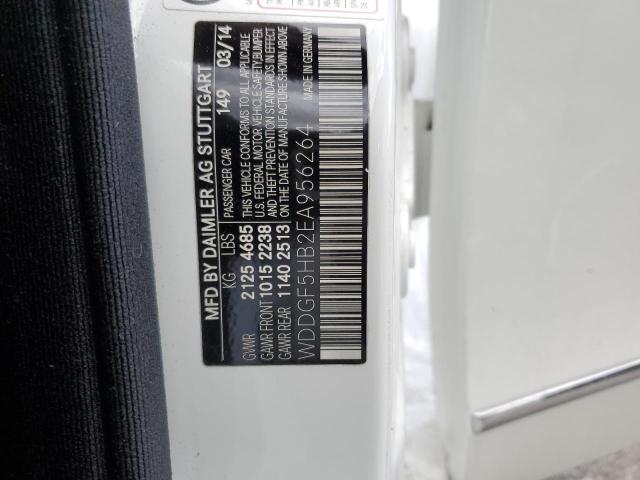 MFD BY DAIMLER AG STUTTGART
KG LBS PASSENGER CAR 149 03/14
GVWR 2125 4685 THIS VEHICLE CONFORMS TO ALL APPLICABLE
GAWR FRONT 1015 2238 U.S. FEDERAL MOTOR VEHICLE SAFETY, BUMPER
GAWR REAR 1140 2513 AND THEFT PREVENTION STANDARDS IN EFFECT
ON THE DATE OF MANUFACTURE SHOWN ABOVE
WDDGF5HB2EA956264 MADE IN GERMANY